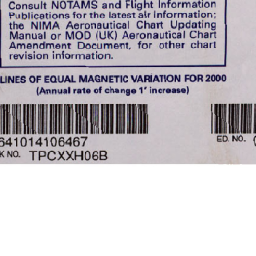 Consult NOTAMS and Flight Information
Publications for the latest air information;
the NIMA Aeronautical Chart Updating
Manual or MOD (UK) Aeronautical Chart
Amendment Document, for other chart
revision information.
LINES OF EQUAL MAGNETIC VARIATION FOR 2000
(Annual rate of change 1' increase)
641014106467
ED. NO.
K NO. TPCXXH06B